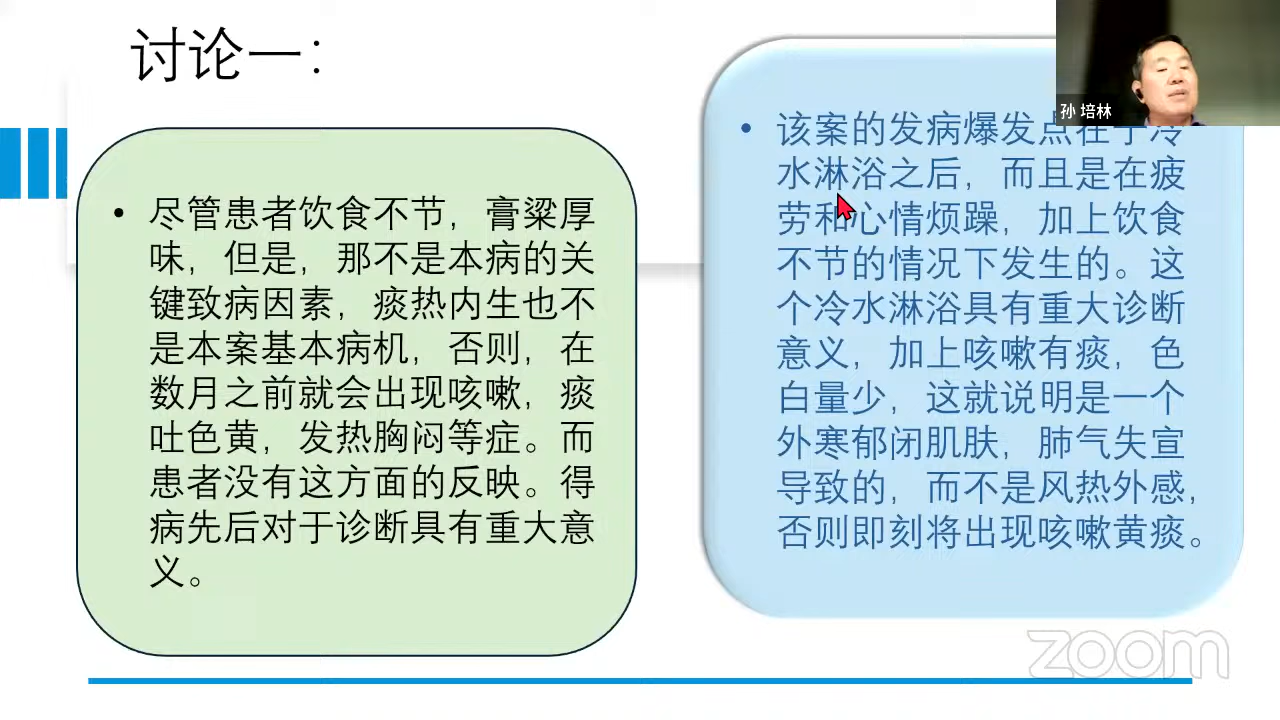 讨论一：
尽管患者饮食不节，膏粱厚
味，但是，那不是本病的关
键致病因素，痰热内生也不
是本案基本病机，否则，在
数月之前就会出现咳嗽，痰
吐色黄，发热胸闷等症。而
患者没有这方面的反映。得
病先后对于诊断具有重大意
义。
该案的发病爆发点在于冷
水淋浴之后，而且是在疲
劳和心情烦躁，加上饮食
不节的情况下发生的。这
个冷水淋浴具有重大诊断
意义，加上咳嗽有痰，色
白量少，这就说明是一个
外寒郁闭肌肤，肺气失宣
导致的，而不是风热外感，
否则即刻将出现咳嗽黄痰。
孙 培林
zoom